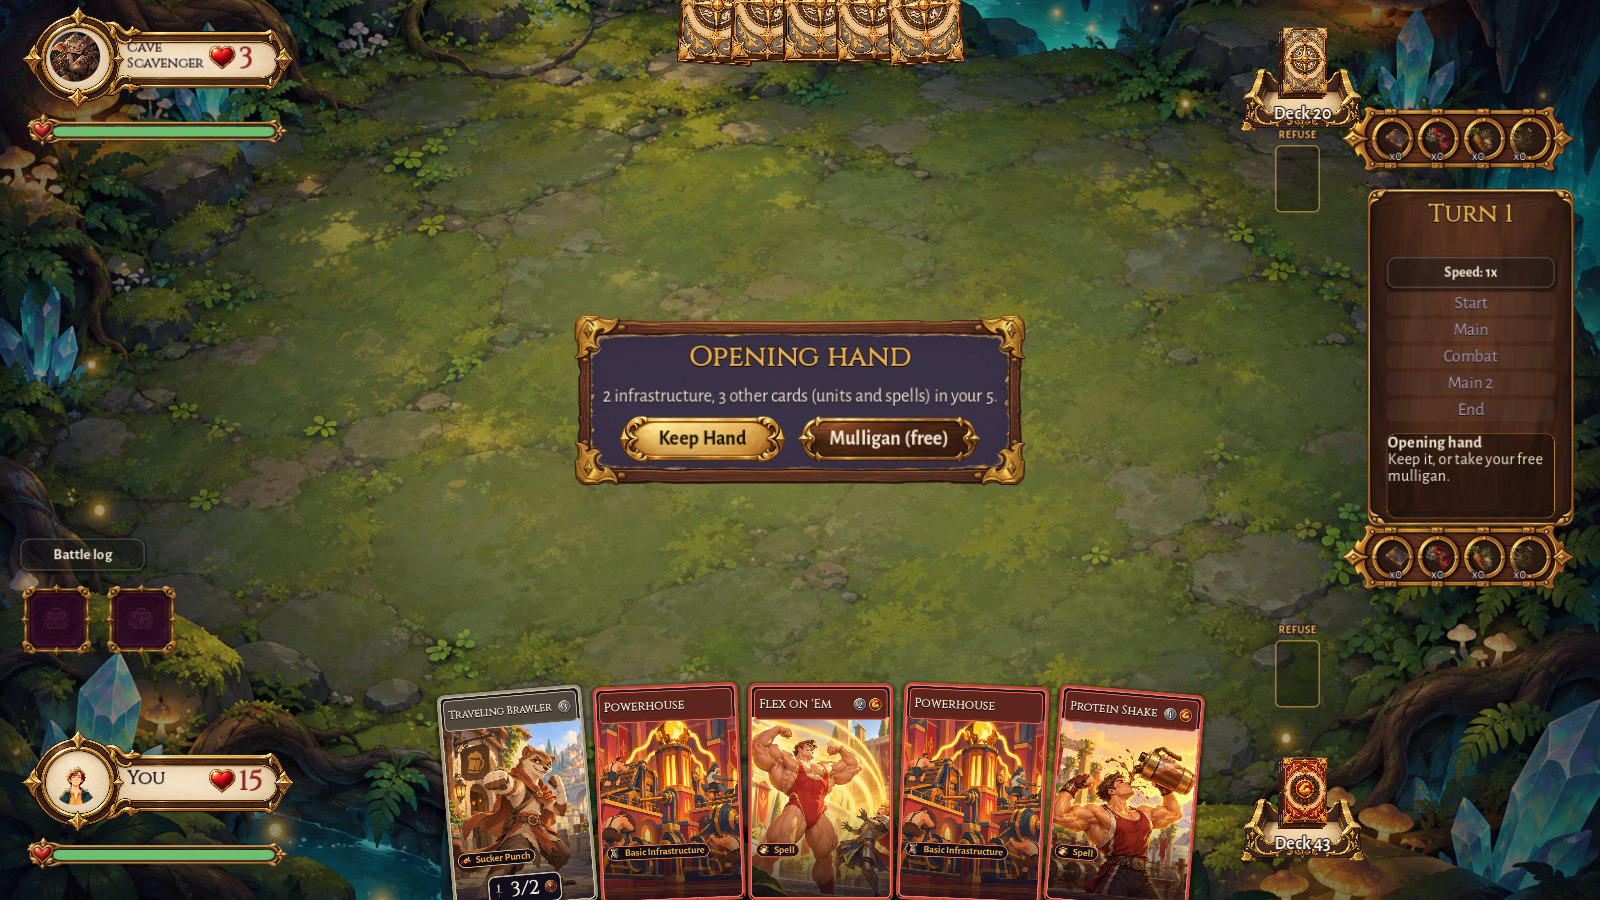 CAVE
SCAVENGER
3
Deck 20
REFUSE
x0 x0 x0 x0
TURN 1
Speed: 1x
Start
Main
Combat
Main 2
End
Opening hand
Keep it, or take your free
mulligan.
OPENING HAND
2 infrastructure, 3 other cards (units and spells) in your 5.
Keep Hand
Mulligan (free)
Battle log
x0 x0 x0 x0
REFUSE
YOU
15
Deck 43
TRAVELING BRAWLER 3
Sucker Punch
1 3/2
POWERHOUSE
Basic Infrastructure
FLEX ON 'EM 2
Spell
POWERHOUSE
Basic Infrastructure
PROTEIN SHAKE 1
Spell